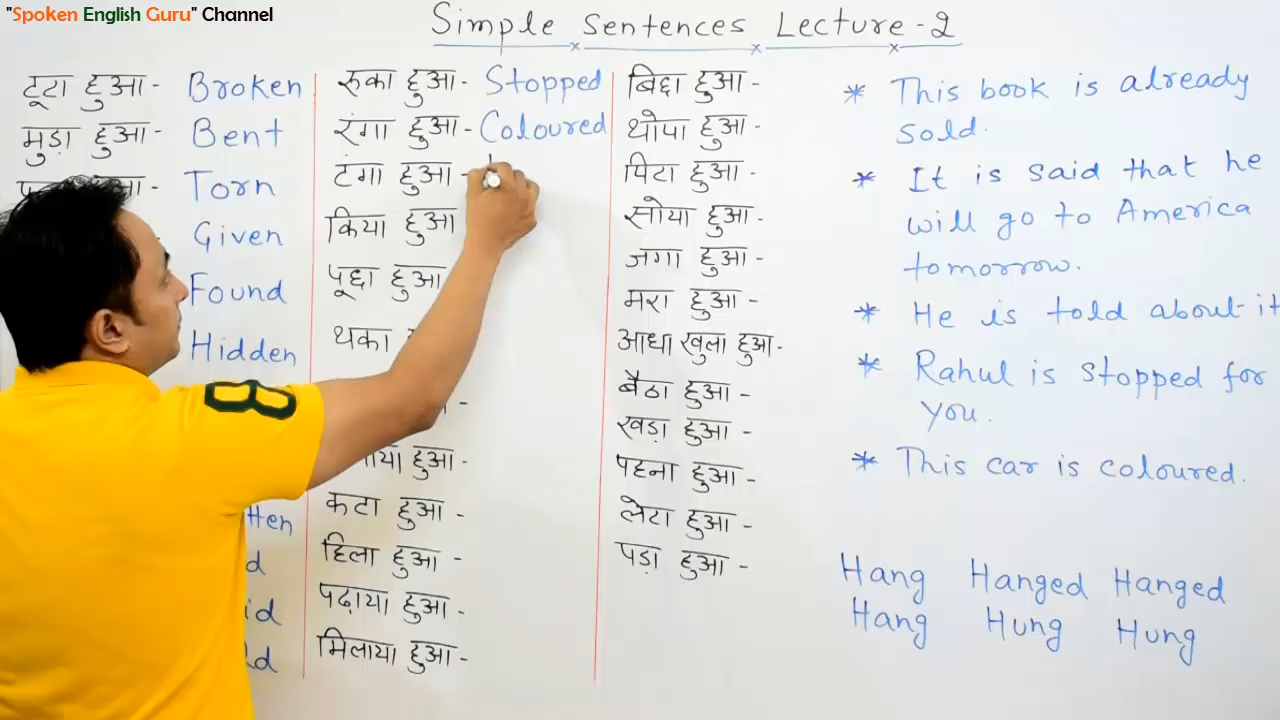 "Spoken English Guru" Channel
Simple Sentences Lecture-2
टूटा हुआ - Broken
मुड़ा हुआ - Bent
हुआ - Torn
Given
Found
Hidden
रुका हुआ - Stopped
रंगा हुआ - Coloured
टंगा हुआ -
किया हुआ
पूछा हुआ
थका
हुआ -
कटा हुआ -
हिला हुआ -
पढ़ाया हुआ -
मिलाया हुआ -
बिछा हुआ -
थोपा हुआ -
पिटा हुआ -
सोया हुआ -
जगा हुआ -
मरा हुआ -
आधा खुला हुआ -
बैठा हुआ -
खड़ा हुआ -
पहना हुआ -
लेटा हुआ -
पड़ा हुआ -
* This book is already
sold.
* It is said that he
will go to America
tomorrow.
* He is told about it
* Rahul is stopped for
you.
* This car is coloured.
Hang Hanged Hanged
Hang Hung Hung